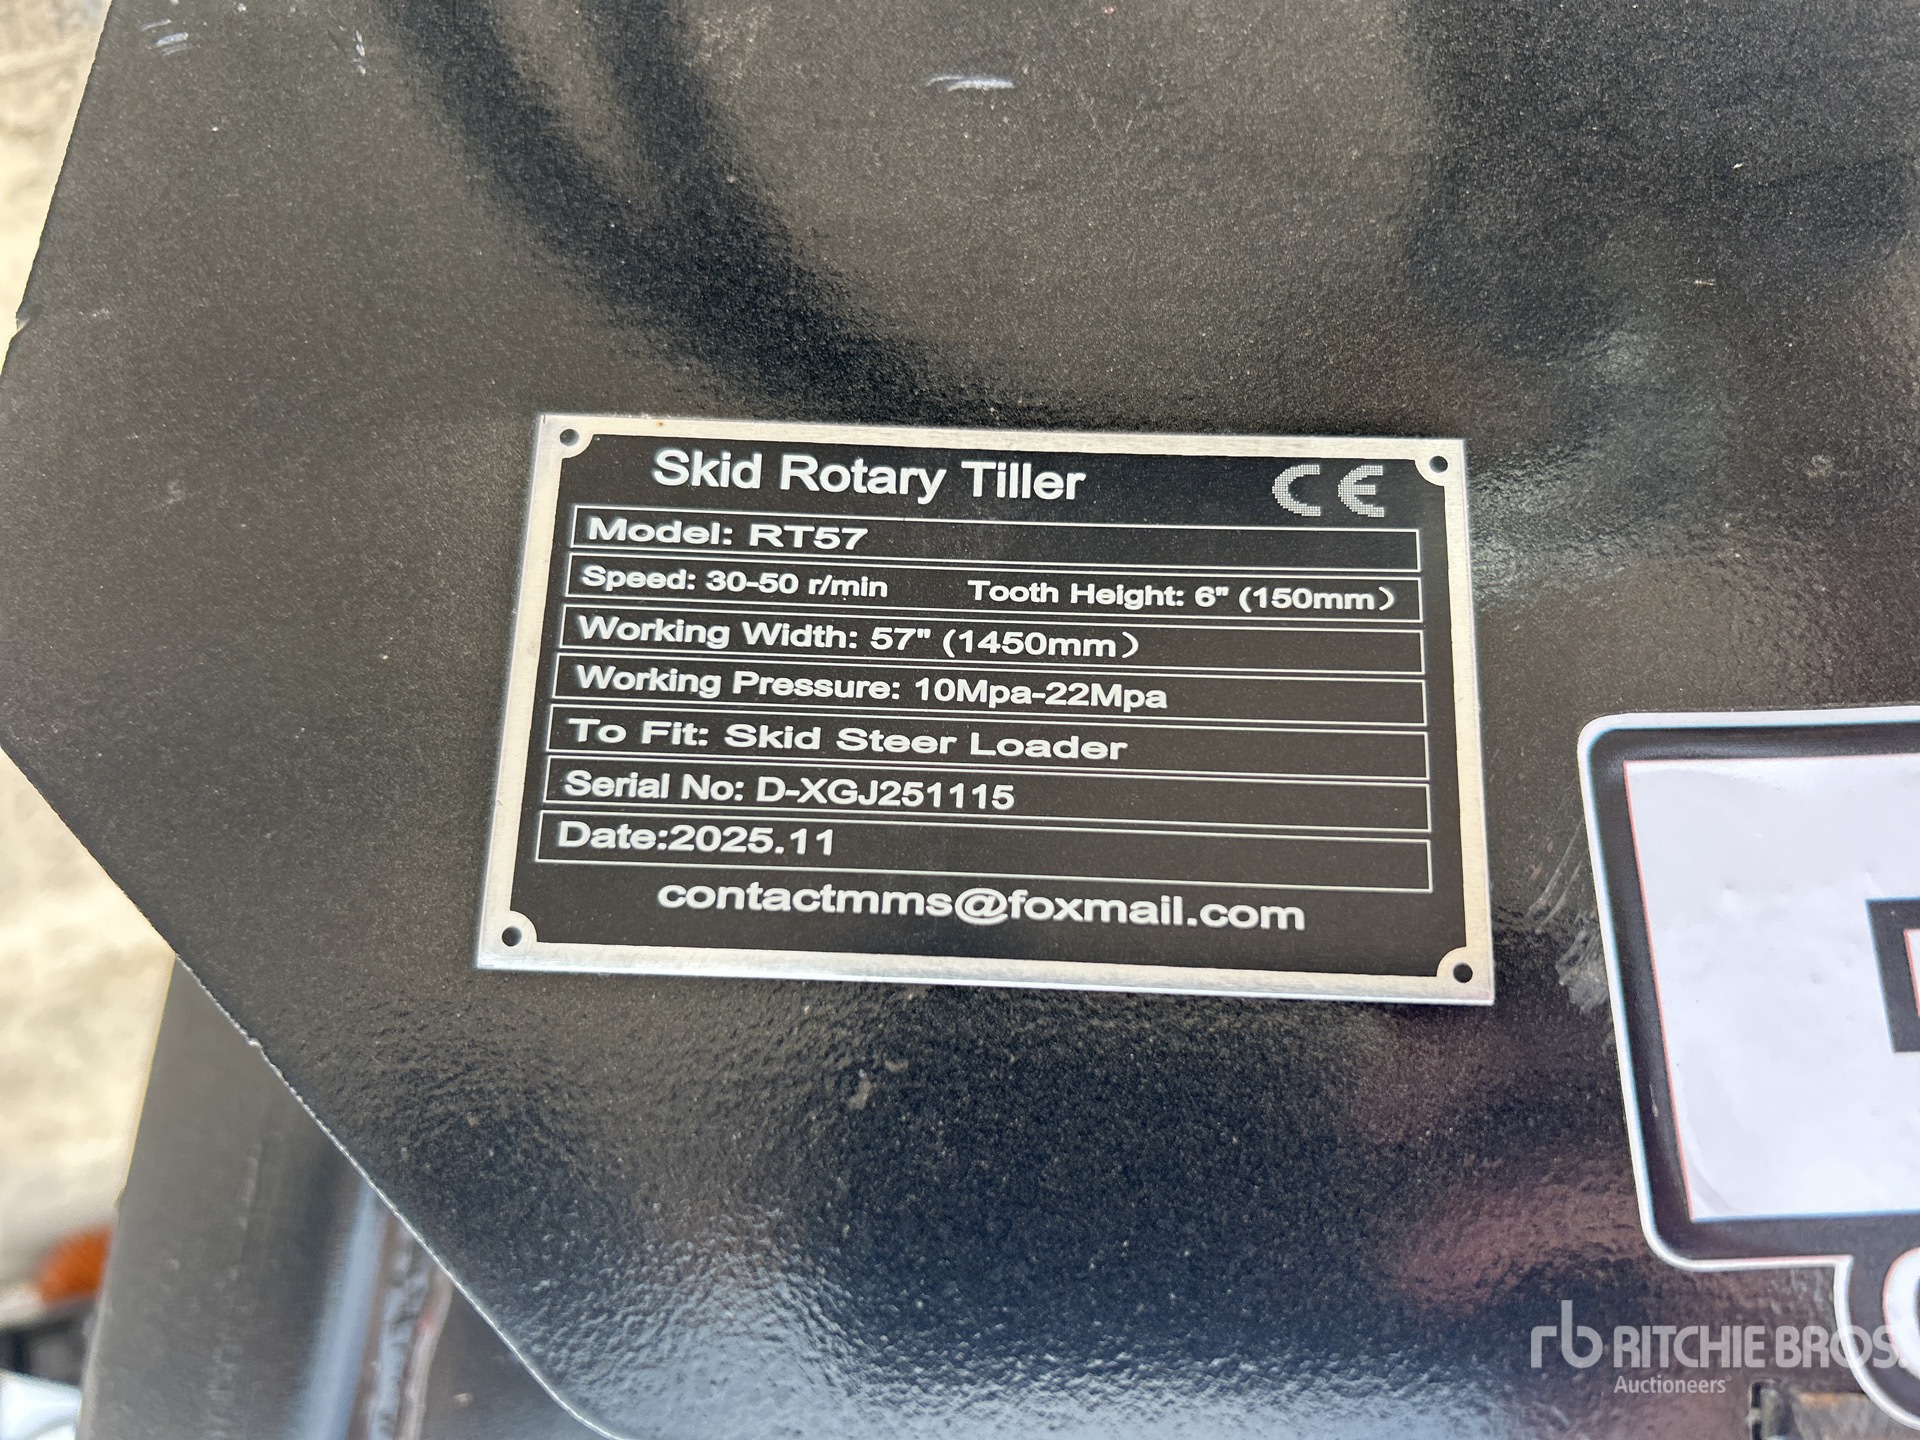 Skid Rotary Tiller CE
Model: RT57
Speed: 30-50 r/min Tooth Height: 6" (150mm）
Working Width: 57" (1450mm）
Working Pressure: 10Mpa-22Mpa
To Fit: Skid Steer Loader
Serial No: D-XGJ251115
Date:2025.11
contactmms@foxmail.com
rb RITCHIE BROS.
Auctioneers